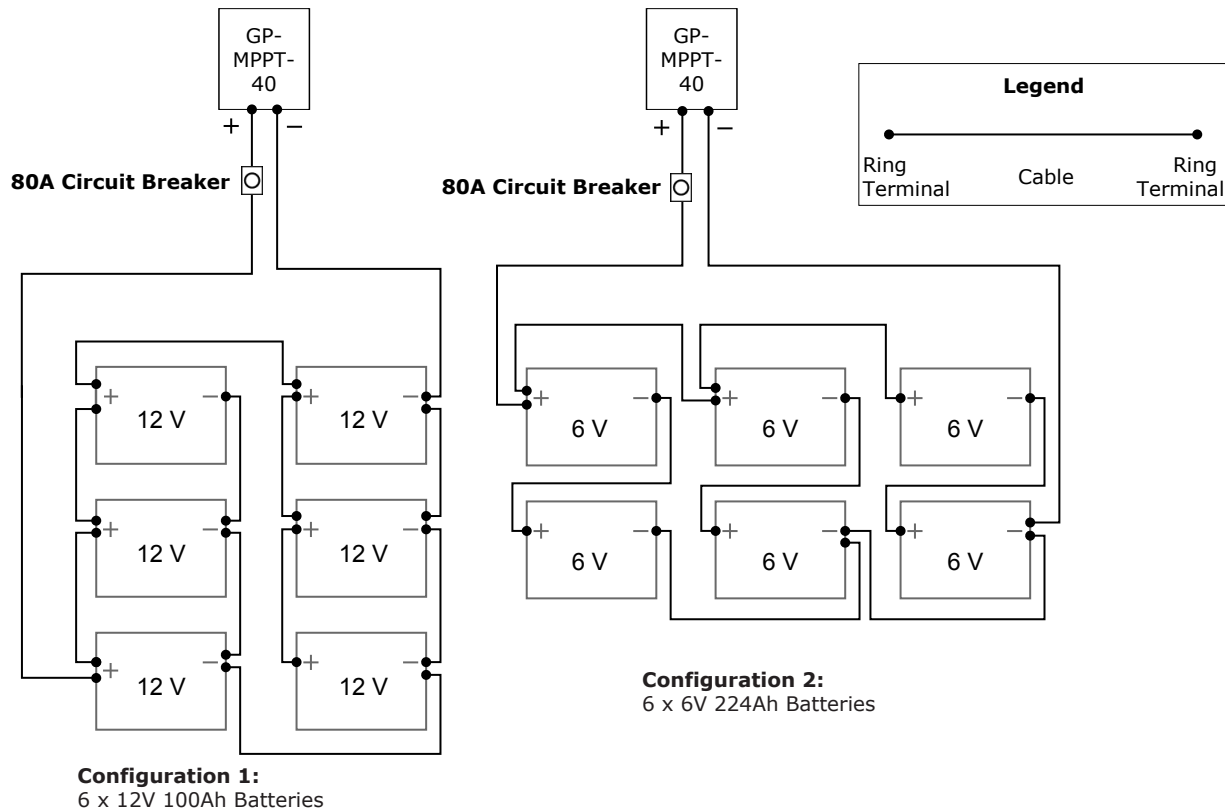 GP-
MPPT-
40
+
−
80A Circuit Breaker
+ − 12 V
+ − 12 V
+ − 12 V
+ − 12 V
+ − 12 V
+ − 12 V
Configuration 1:
6 x 12V 100Ah Batteries
GP-
MPPT-
40
+
−
80A Circuit Breaker
+ − 6 V
+ − 6 V
+ − 6 V
+ − 6 V
+ − 6 V
+ − 6 V
Configuration 2:
6 x 6V 224Ah Batteries
Legend
Ring
Terminal
Cable
Ring
Terminal